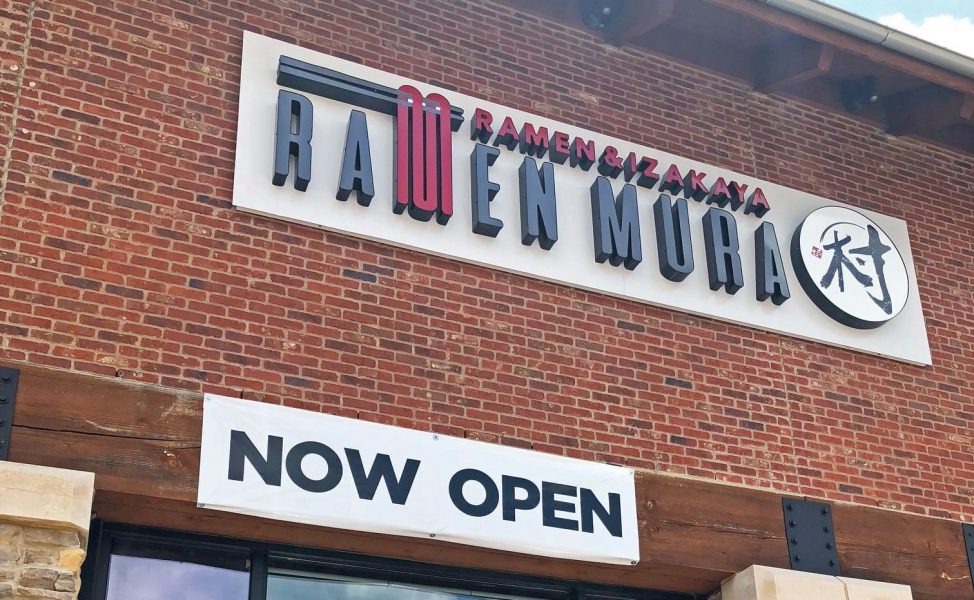 RAMEN & IZAKAYA
RAMEN MURA
村
NOW OPEN